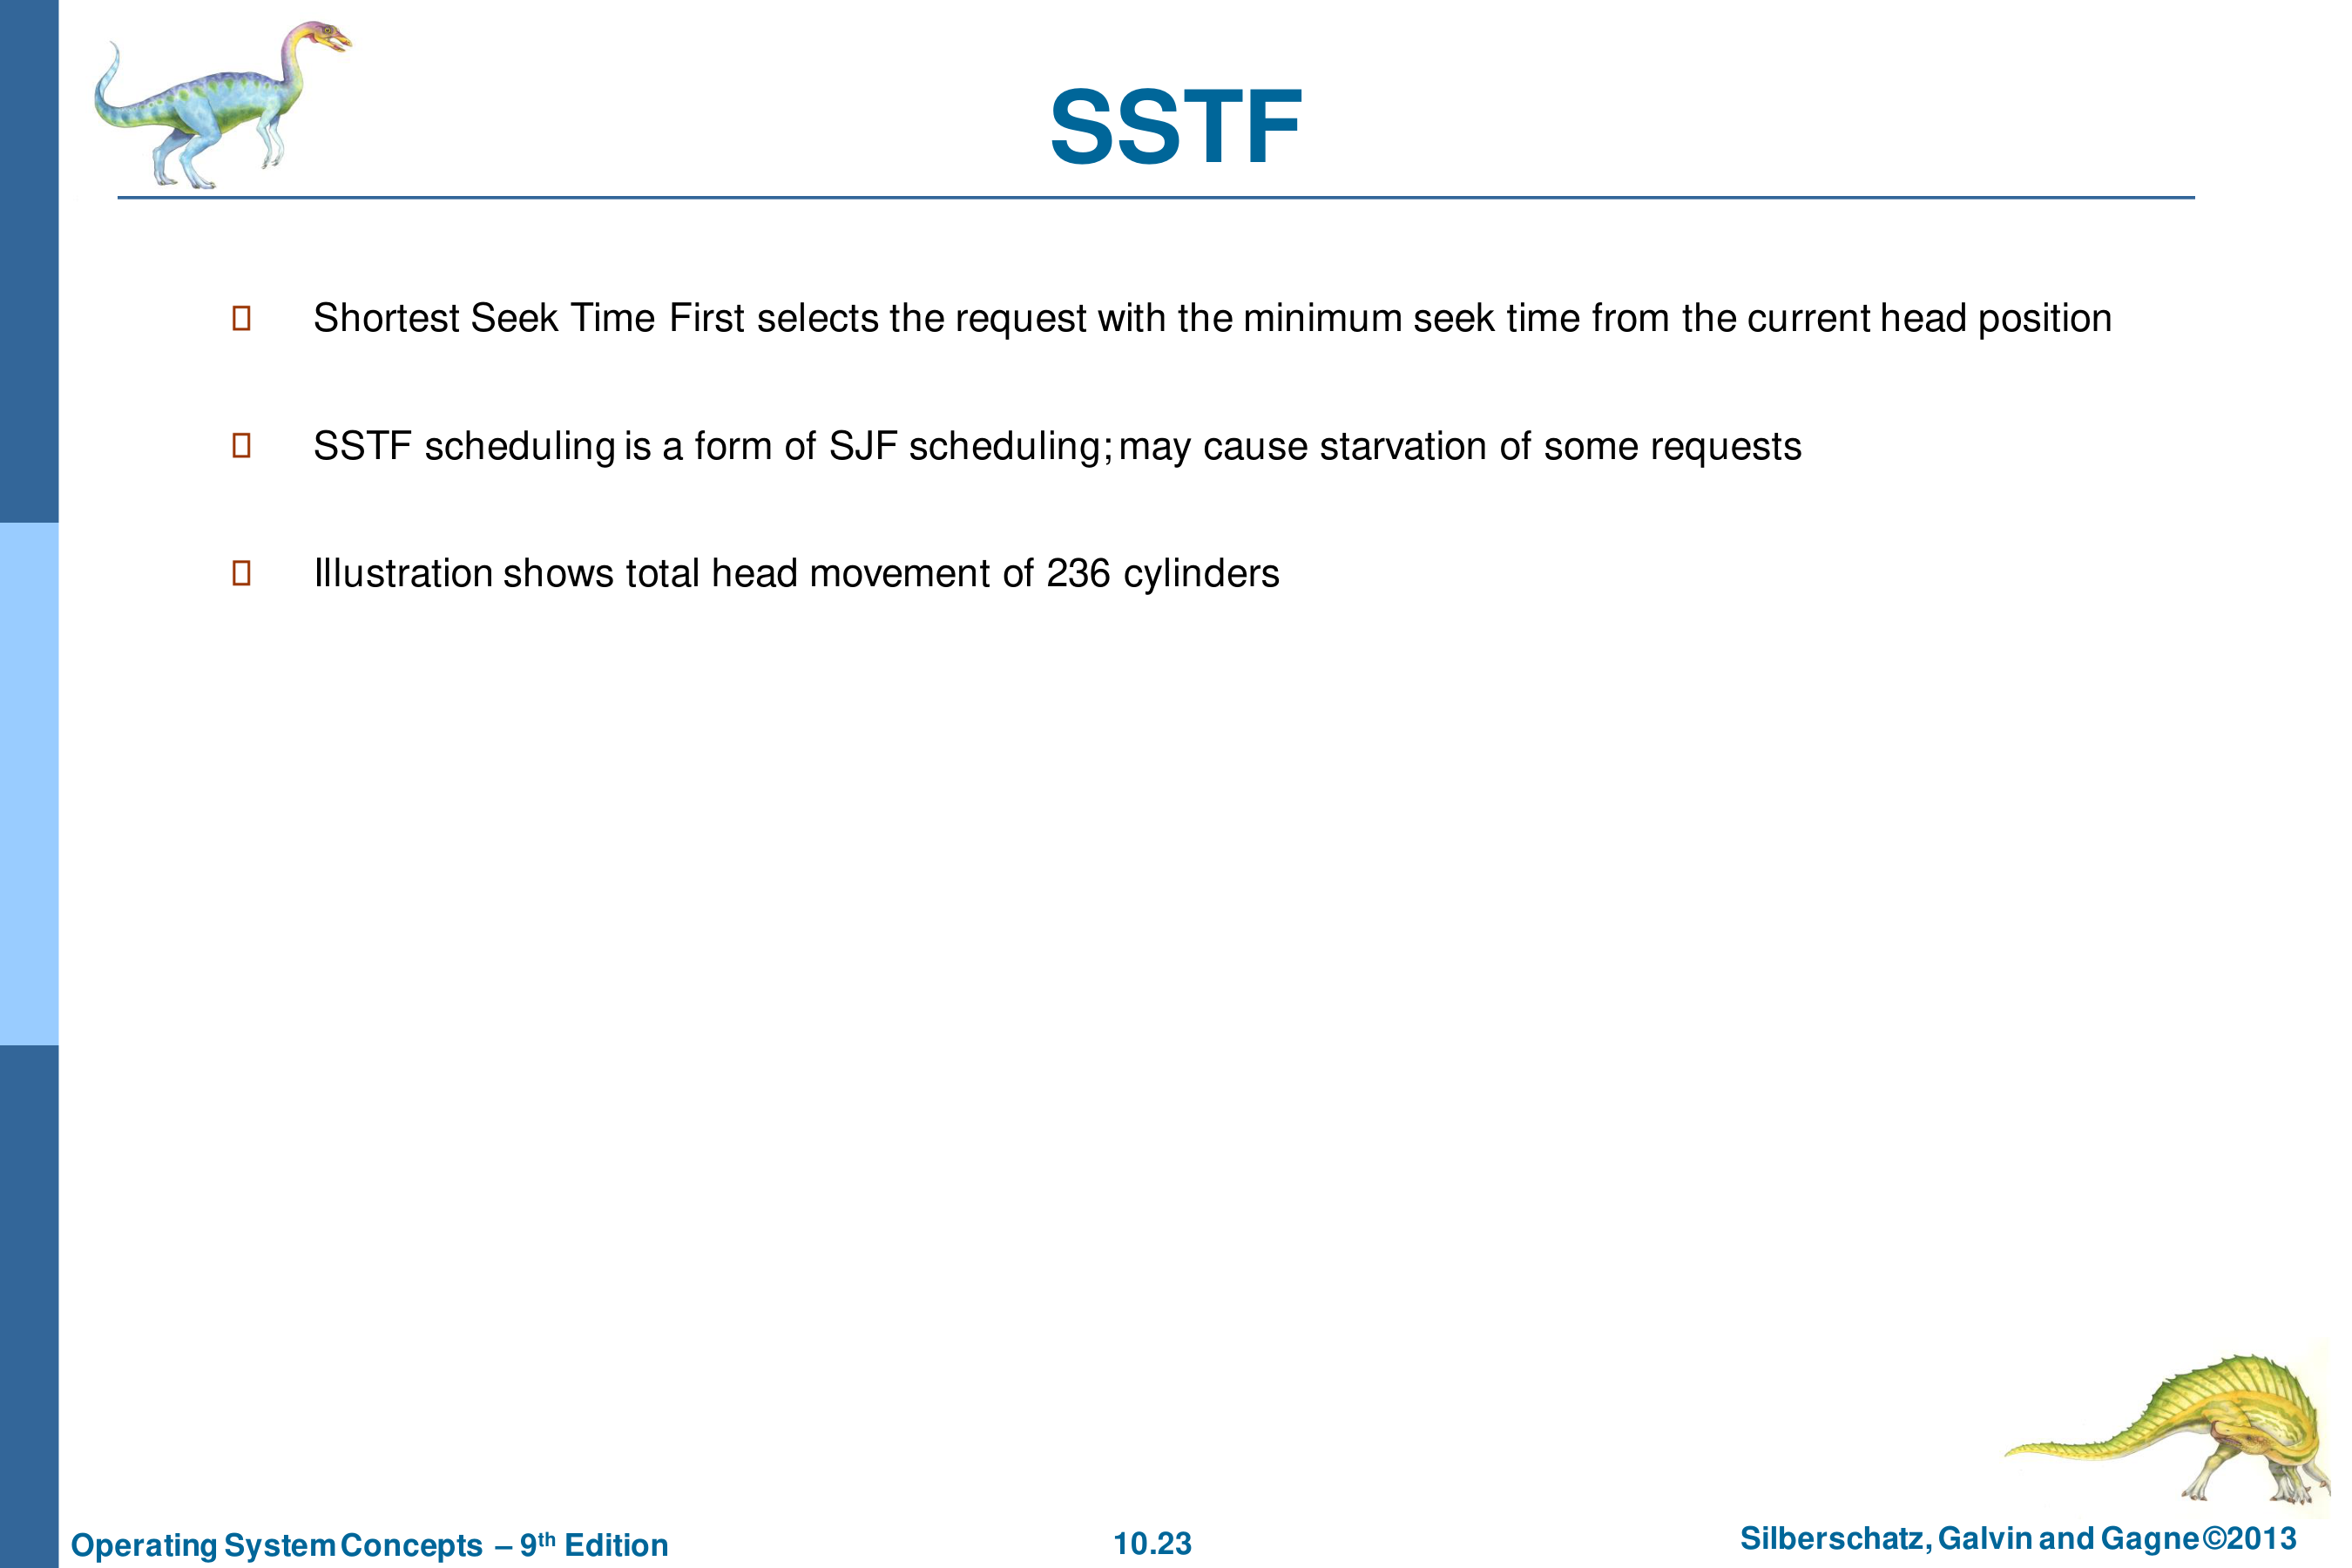 SSTF
Shortest Seek Time First selects the request with the minimum seek time from the current head position
SSTF scheduling is a form of SJF scheduling; may cause starvation of some requests
Illustration shows total head movement of 236 cylinders
Operating System Concepts – 9th Edition
10.23
Silberschatz, Galvin and Gagne ©2013